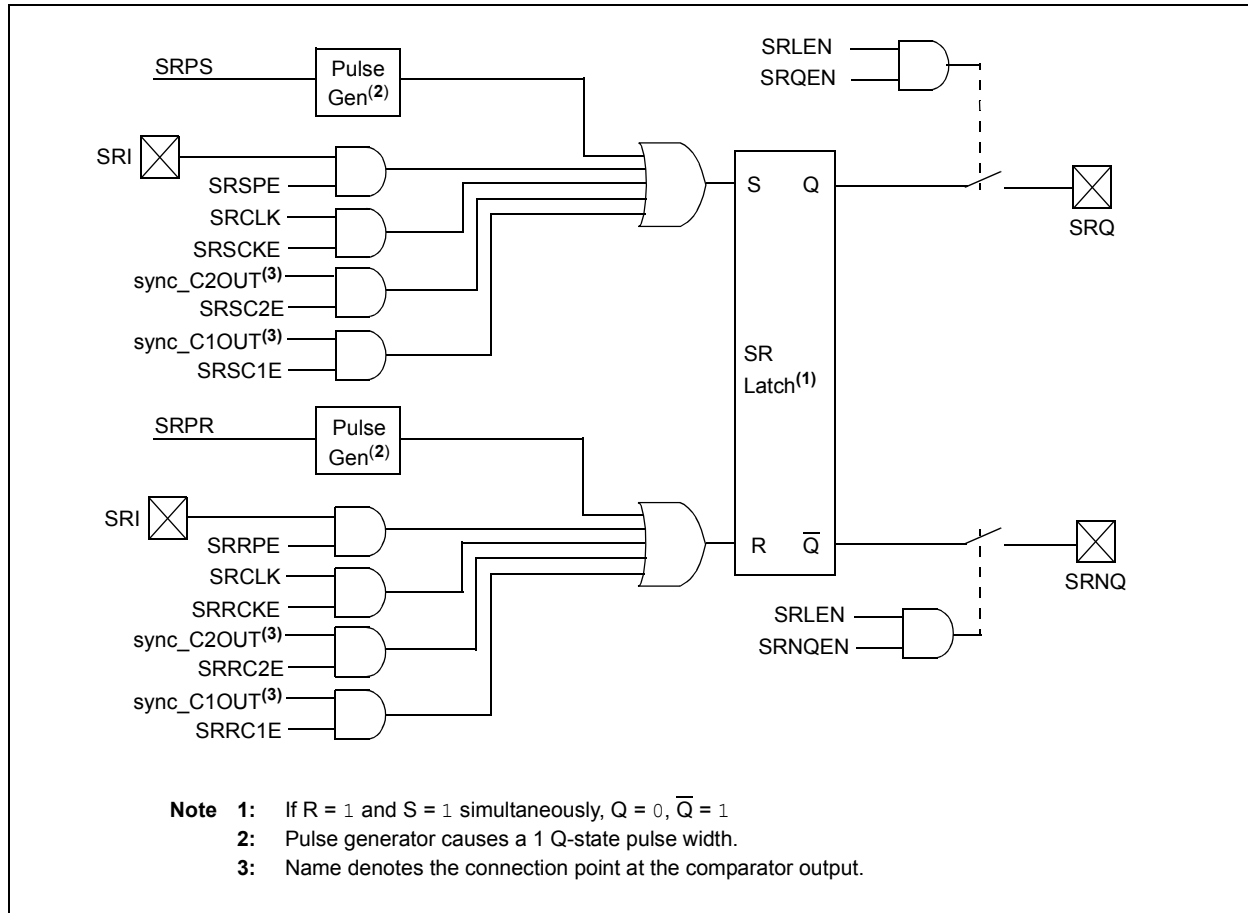 SRPS
Pulse
Gen(2)
SRI
SRSPE
SRCLK
SRSCKE
sync_C2OUT(3)
SRSC2E
sync_C1OUT(3)
SRSC1E
SRPR
Pulse
Gen(2)
SRI
SRRPE
SRCLK
SRRCKE
sync_C2OUT(3)
SRRC2E
sync_C1OUT(3)
SRRC1E
S Q
SR
Latch(1)
R Q̅
SRLEN
SRQEN
SRQ
SRLEN
SRNQEN
SRNQ
Note 1: If R = 1 and S = 1 simultaneously, Q = 0, Q̅ = 1
2: Pulse generator causes a 1 Q-state pulse width.
3: Name denotes the connection point at the comparator output.